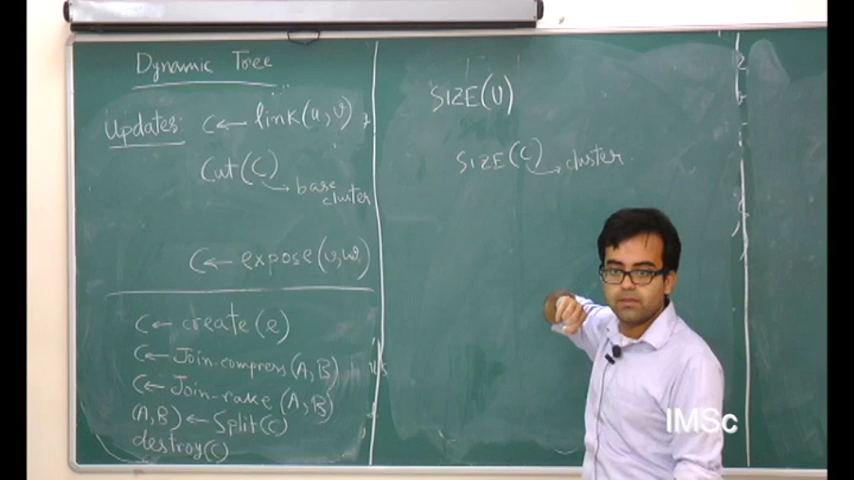 Dynamic Tree
Updates: C ← link(u, v)
Cut(C)
→ base cluster
C ← expose(v, w)
C ← create(e)
C ← Join-compress(A, B)
C ← Join-rake(A, B)
(A, B) ← Split(C)
destroy(C)
SIZE(v)
SIZE(C)
→ cluster.
IMSc